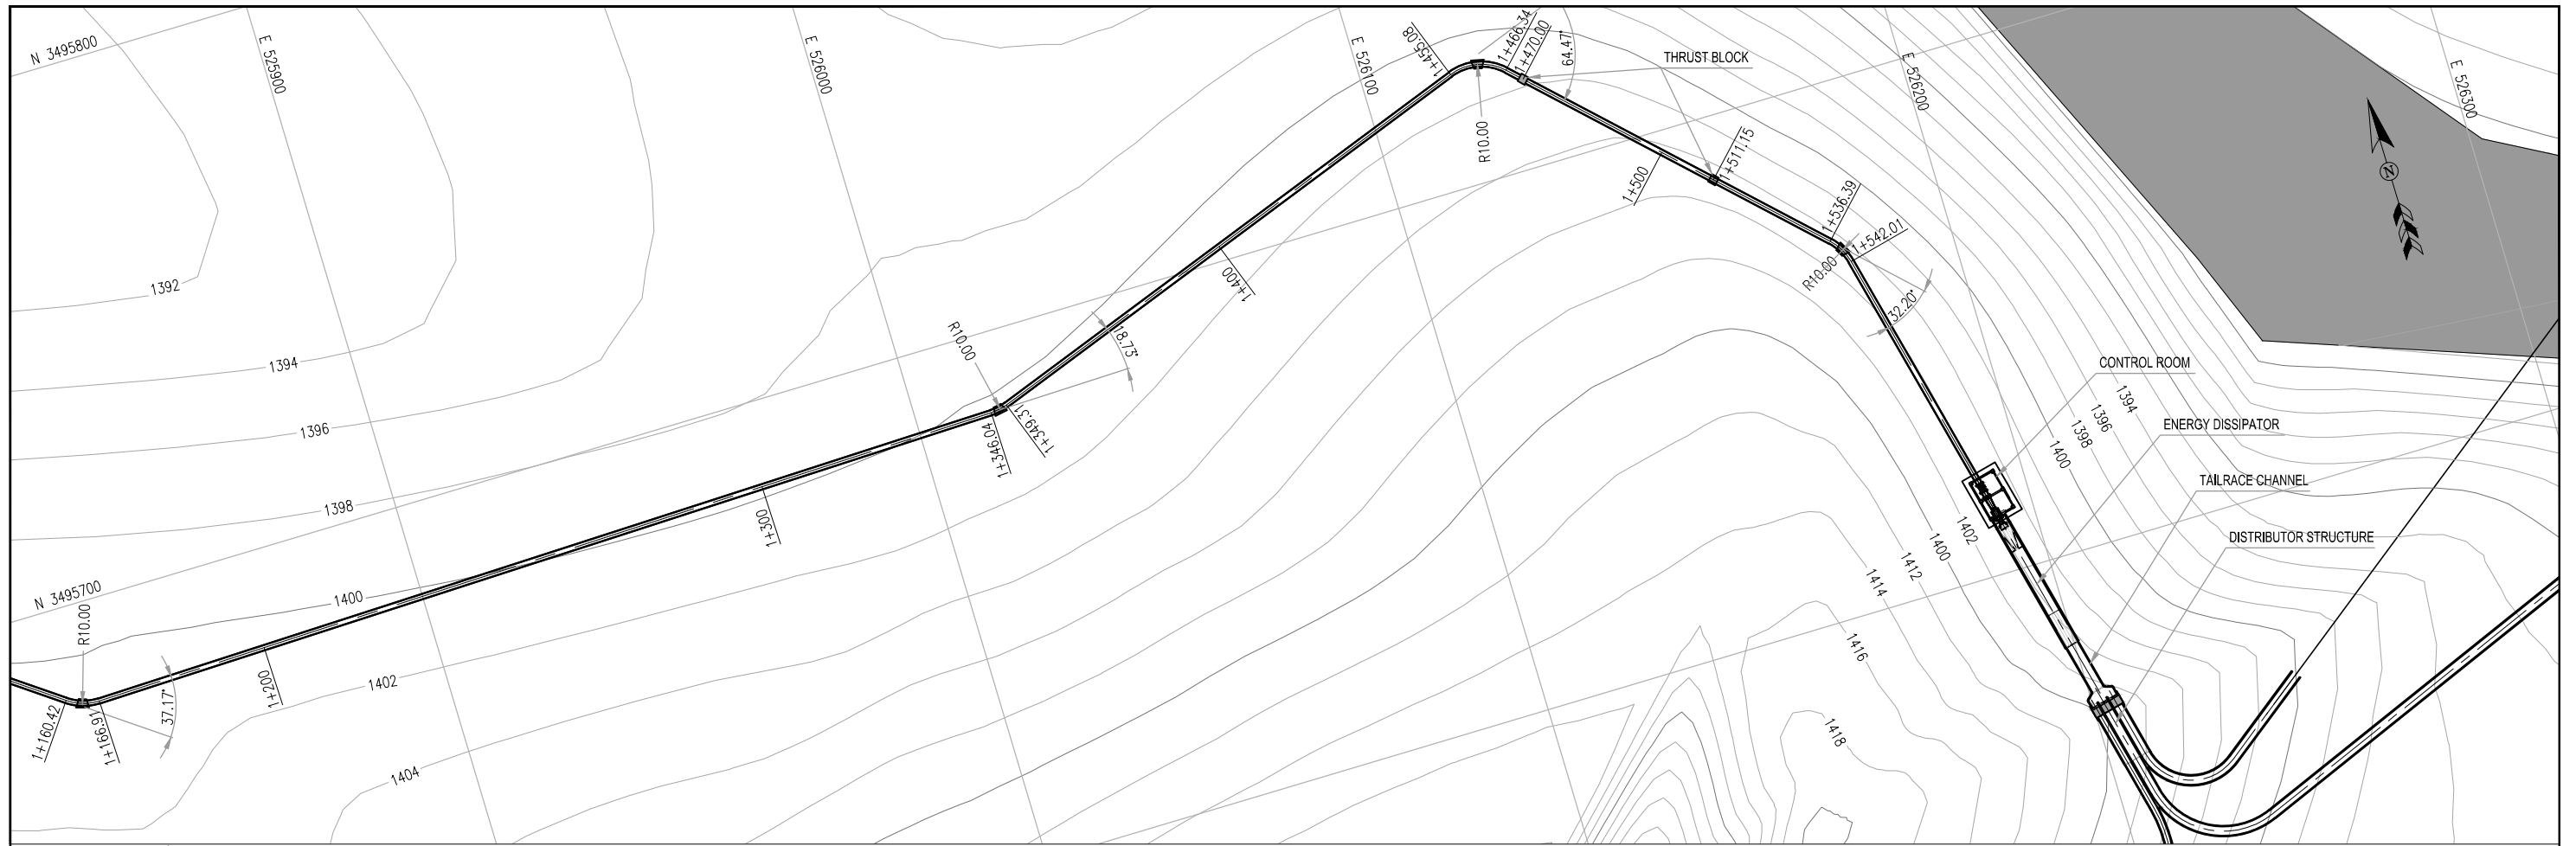 N 3495800
E 525900
E 526000
E 526100
E 526200
E 526300
1+455.08
1+466.34
1+470.00
64.47°
THRUST BLOCK
R10.00
1+511.15
1+500
1+536.39
1+542.01
R10.00
32.20°
N
1392
1394
1396
1398
1400
1402
1404
1+400
18.73°
R10.00
1+349.31
1+346.04
1+300
N 3495700
R10.00
1+200
37.17°
1+160.42
1+166.91
CONTROL ROOM
1394
1396
1398
1400
ENERGY DISSIPATOR
TAILRACE CHANNEL
DISTRIBUTOR STRUCTURE
1402
1400
1412
1414
1416
1418